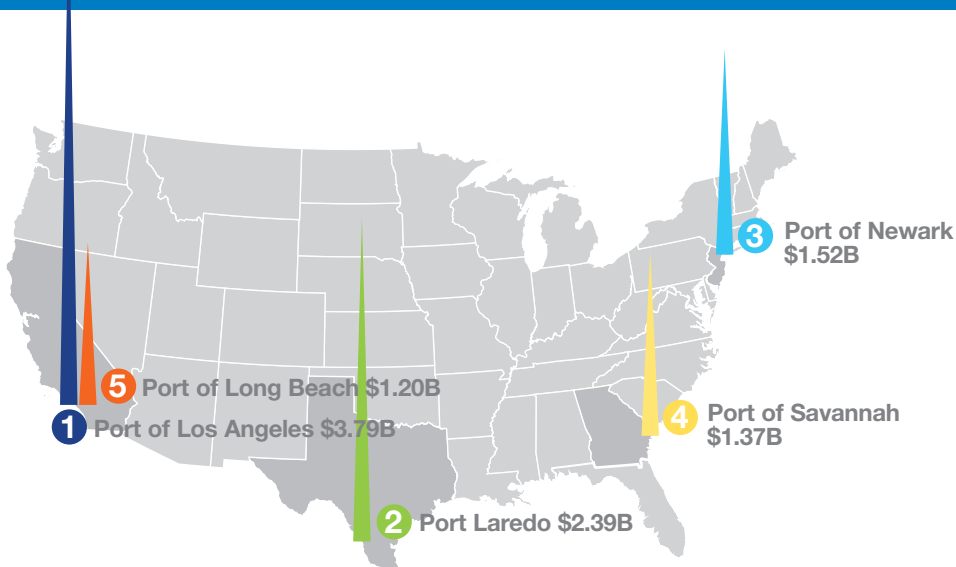 3 Port of Newark
$1.52B
5 Port of Long Beach $1.20B
1 Port of Los Angeles $3.79B
4 Port of Savannah
$1.37B
2 Port Laredo $2.39B